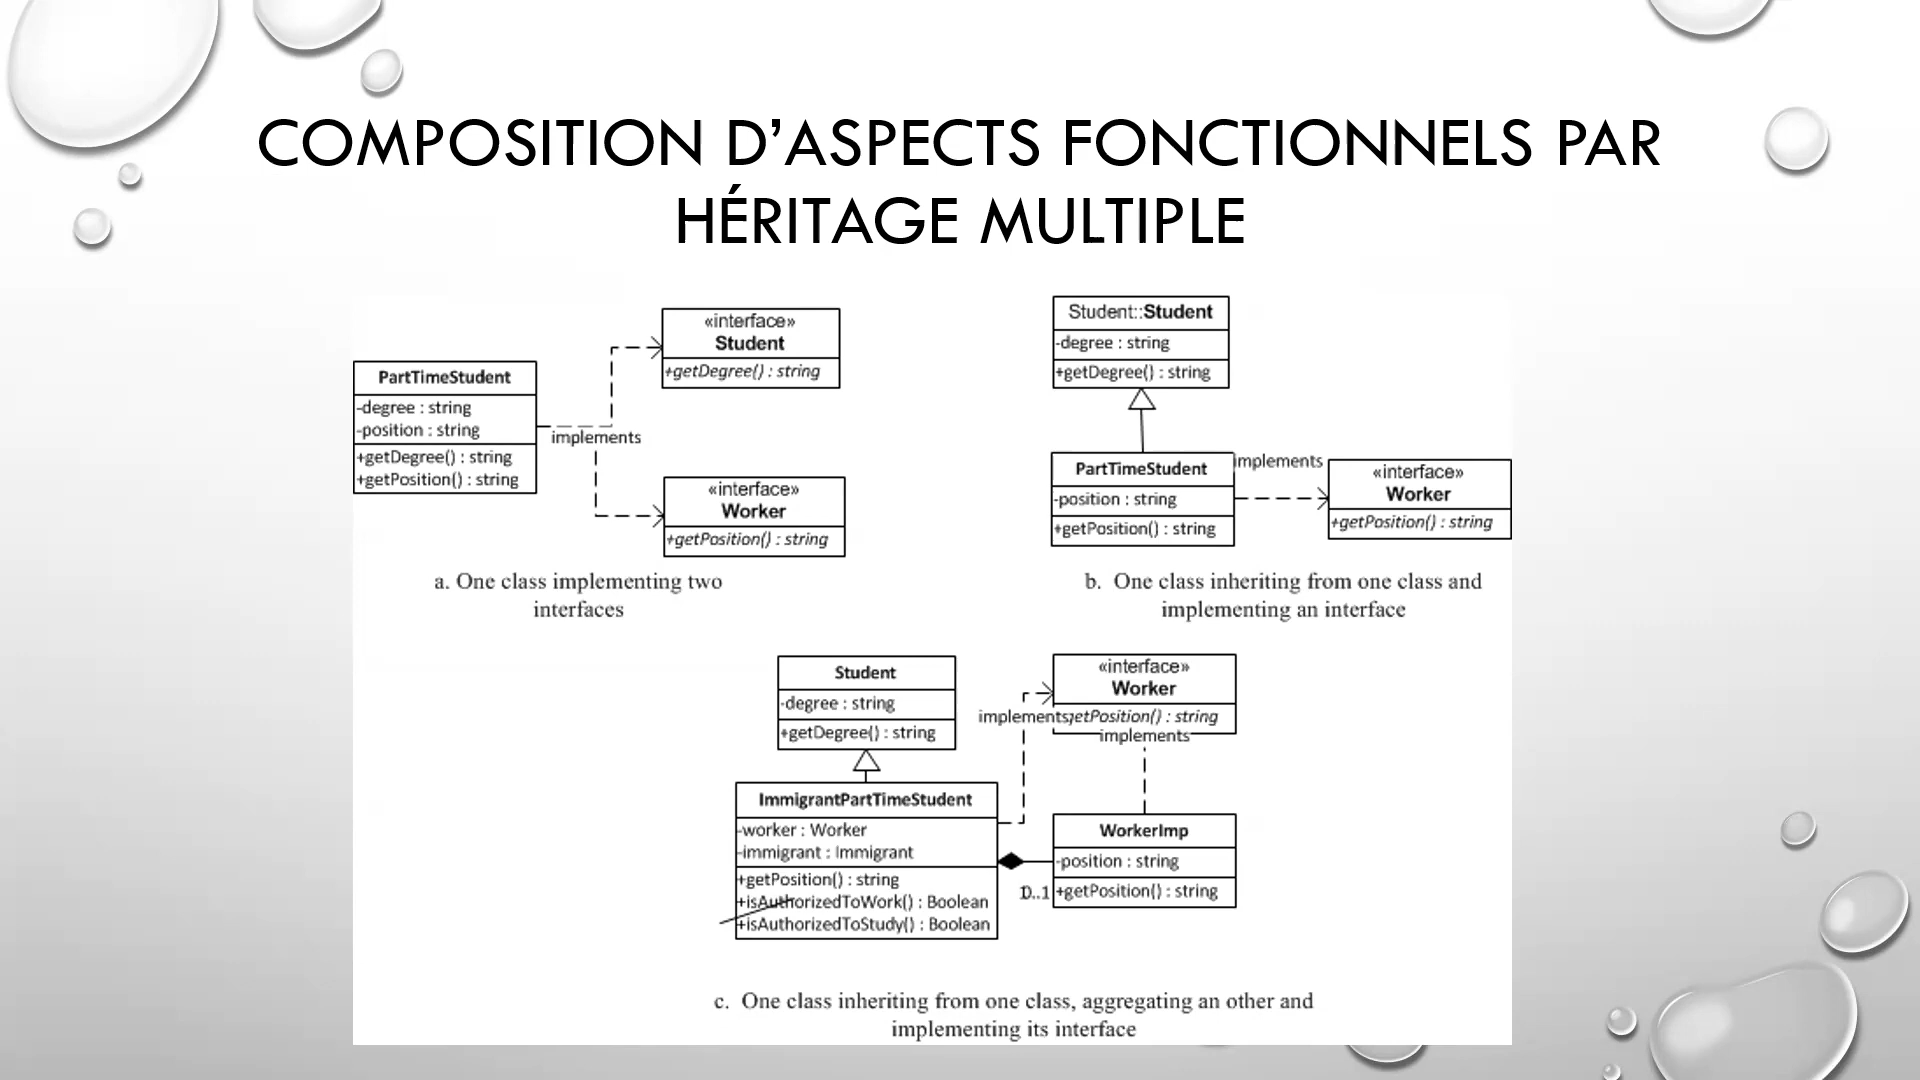 COMPOSITION D’ASPECTS FONCTIONNELS PAR
HÉRITAGE MULTIPLE
«interface»
Student
+getDegree() : string
PartTimeStudent
-degree : string
-position : string
+getDegree() : string
+getPosition() : string
implements
«interface»
Worker
+getPosition() : string
a. One class implementing two
interfaces
Student::Student
-degree : string
+getDegree() : string
PartTimeStudent
-position : string
+getPosition() : string
implements
«interface»
Worker
+getPosition() : string
b. One class inheriting from one class and
implementing an interface
Student
-degree : string
+getDegree() : string
«interface»
Worker
getPosition() : string
implements
implements
ImmigrantPartTimeStudent
-worker : Worker
-immigrant : Immigrant
+getPosition() : string
+isAuthorizedToWork() : Boolean
+isAuthorizedToStudy() : Boolean
WorkerImp
-position : string
+getPosition() : string
0..1
c. One class inheriting from one class, aggregating an other and
implementing its interface